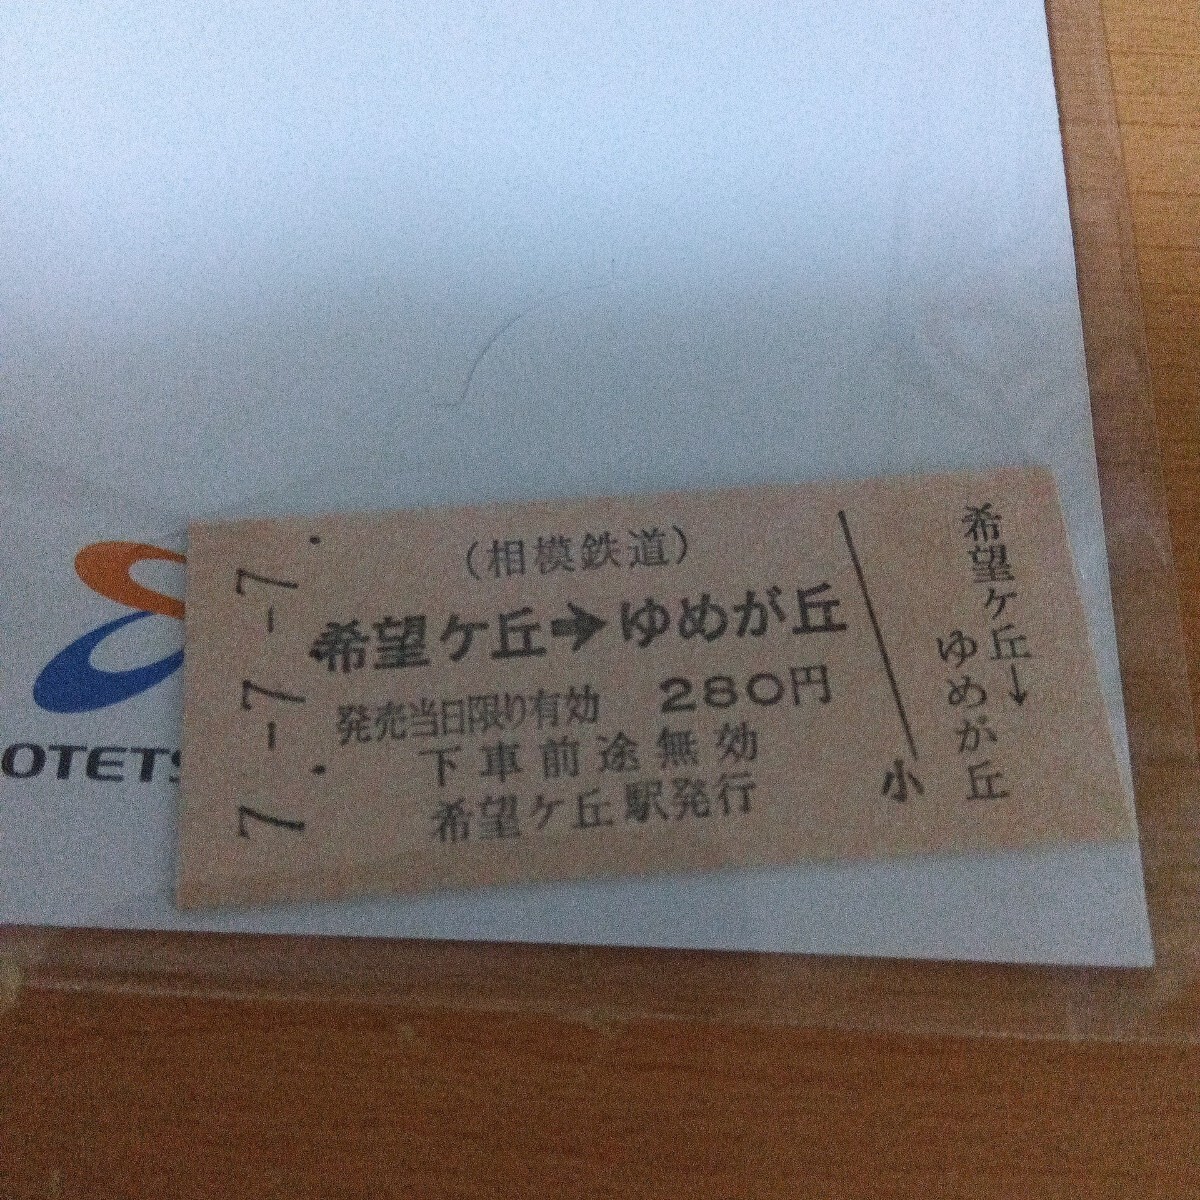 7.-7.-7.
（相模鉄道）
希望ケ丘➔ゆめが丘
発売当日限り有効 280円
下車前途無効
希望ケ丘駅発行
希望ケ丘→
ゆめが丘
小
OTETS